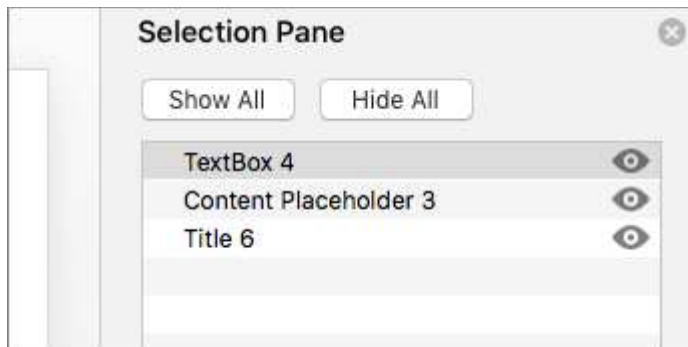 Selection Pane
Show All Hide All
TextBox 4
Content Placeholder 3
Title 6